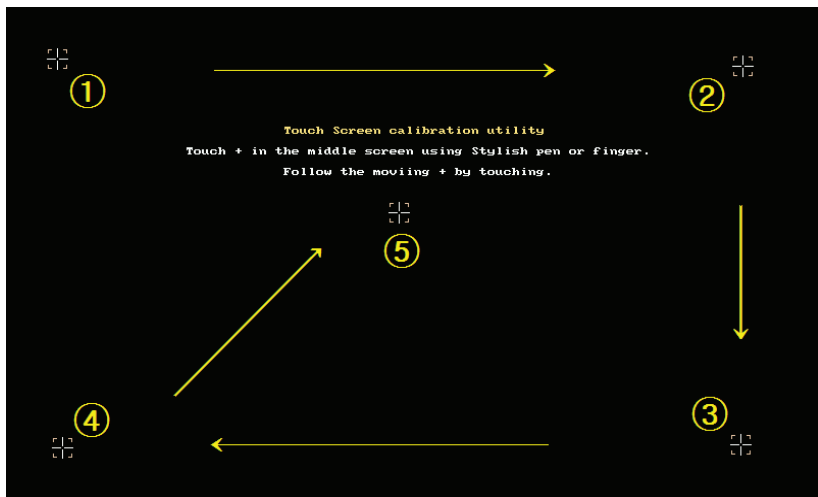 ①
②
Touch Screen calibration utility
Touch + in the middle screen using Stylish pen or finger.
Follow the moviing + by touching.
⑤
④
③